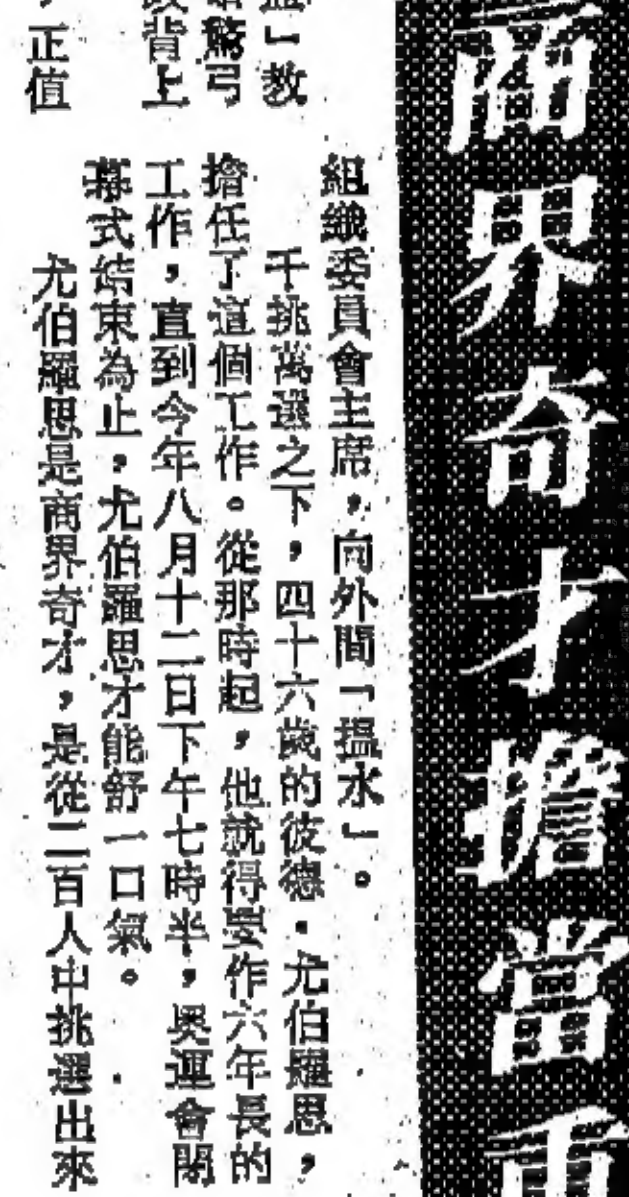 商界奇才擔當重
組織委員會主席，向外間「搵水」。
千挑萬選之下，四十六歲的彼德．尤伯羅思，
擔任了這個工作。從那時起，他就得要作六年長的
工作，直到今年八月十二日下午七時半，奧運會閉
幕式結束為止，尤伯羅思才能舒一口氣。
尤伯羅思是商界奇才，是從二百人中挑選出來
」教
驚弓
背上
，正值